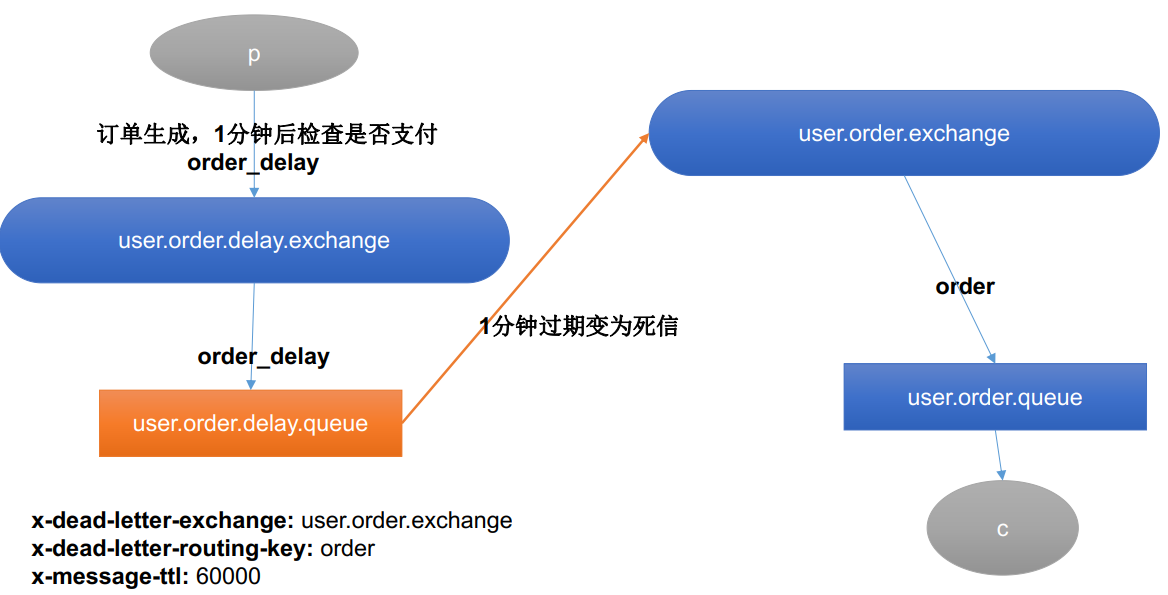 p
订单生成，1分钟后检查是否支付
order_delay
user.order.delay.exchange
order_delay
user.order.delay.queue
1分钟过期变为死信
user.order.exchange
order
user.order.queue
c
x-dead-letter-exchange: user.order.exchange
x-dead-letter-routing-key: order
x-message-ttl: 60000